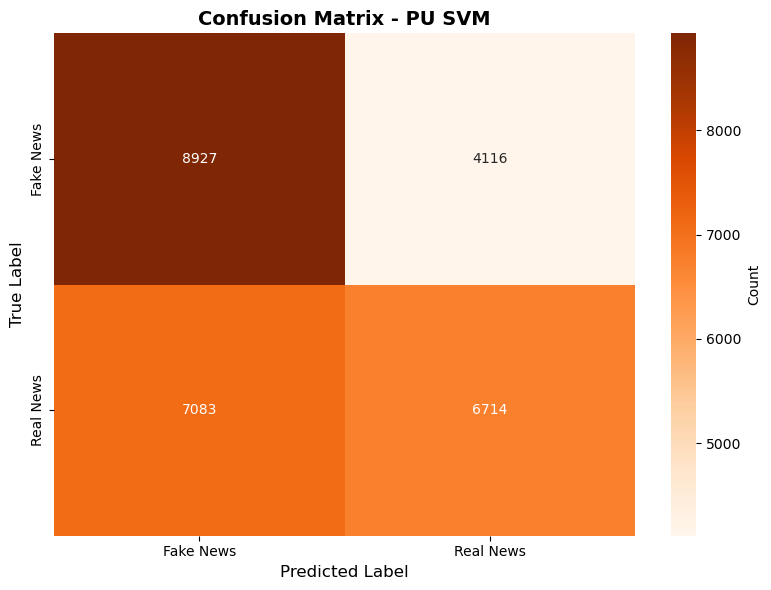 Confusion Matrix - PU SVM
True Label
Fake News
8927
4116
Real News
7083
6714
Fake News
Real News
Predicted Label
8000
7000
6000
5000
Count